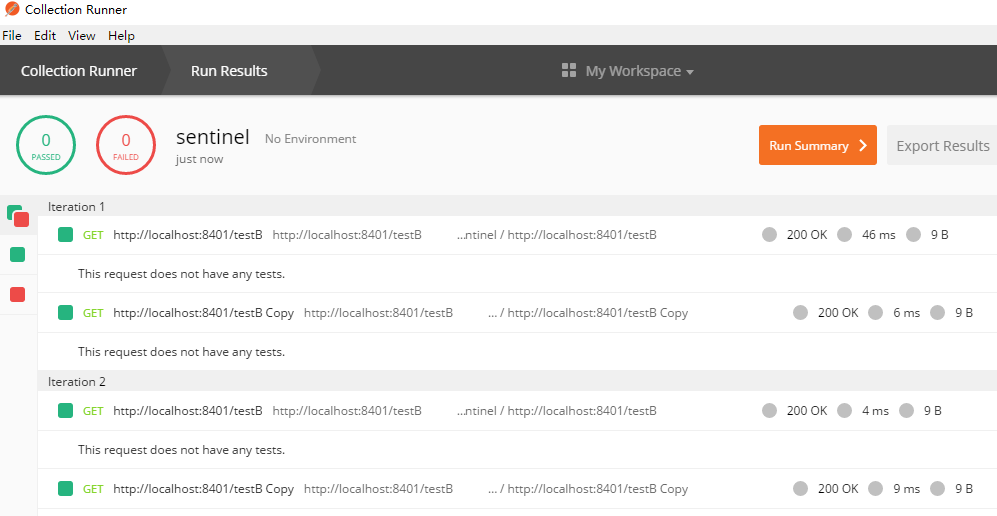 Collection Runner
File Edit View Help
Collection Runner Run Results My Workspace
0 PASSED
0 FAILED
sentinel No Environment
just now
Run Summary
Export Results
Iteration 1
GET http://localhost:8401/testB http://localhost:8401/testB ...ntinel / http://localhost:8401/testB 200 OK 46 ms 9 B
This request does not have any tests.
GET http://localhost:8401/testB Copy http://localhost:8401/testB ... / http://localhost:8401/testB Copy 200 OK 6 ms 9 B
This request does not have any tests.
Iteration 2
GET http://localhost:8401/testB http://localhost:8401/testB ...ntinel / http://localhost:8401/testB 200 OK 4 ms 9 B
This request does not have any tests.
GET http://localhost:8401/testB Copy http://localhost:8401/testB ... / http://localhost:8401/testB Copy 200 OK 9 ms 9 B